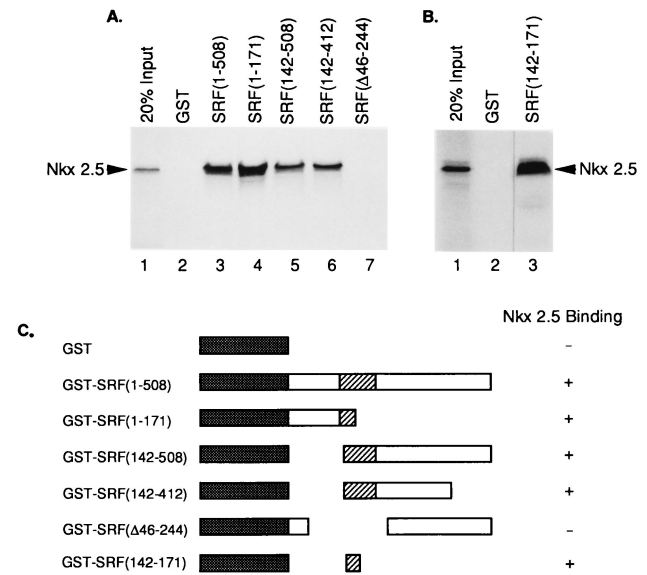 A.
20% Input
GST
SRF(1-508)
SRF(1-171)
SRF(142-508)
SRF(142-412)
SRF(Δ46-244)
Nkx 2.5
1 2 3 4 5 6 7
B.
20% Input
GST
SRF(142-171)
Nkx 2.5
1 2 3
C.
Nkx 2.5 Binding
GST –
GST-SRF(1-508) +
GST-SRF(1-171) +
GST-SRF(142-508) +
GST-SRF(142-412) +
GST-SRF(Δ46-244) –
GST-SRF(142-171) +